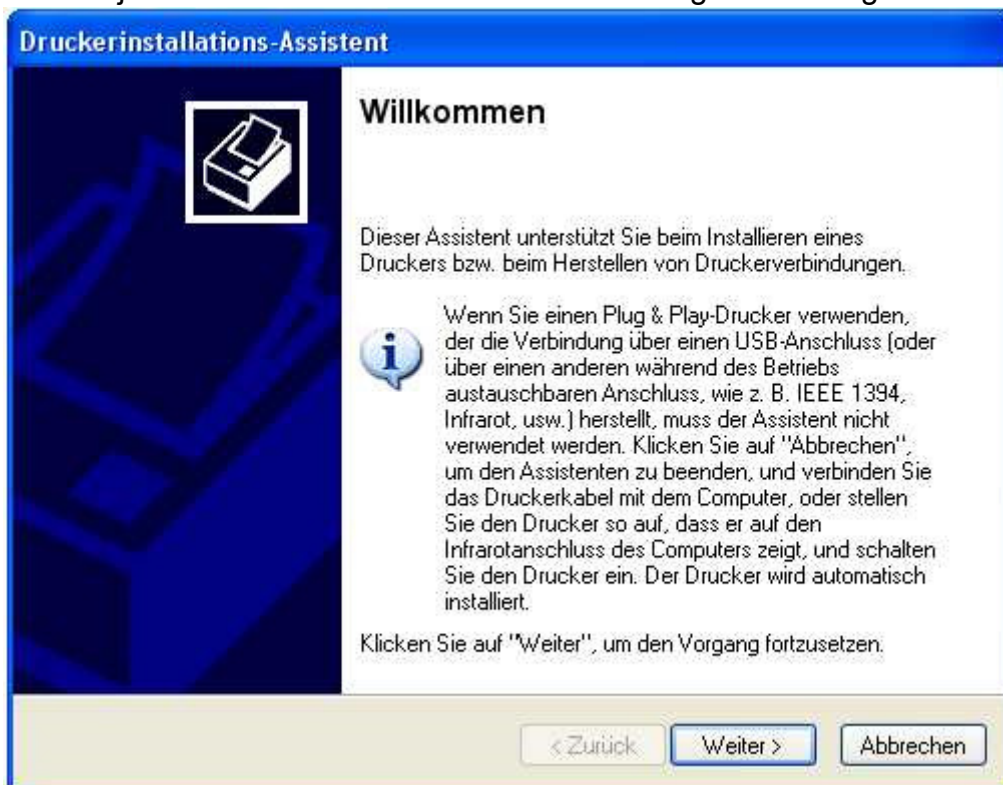 Druckerinstallations-Assistent
Willkommen
Dieser Assistent unterstützt Sie beim Installieren eines
Druckers bzw. beim Herstellen von Druckerverbindungen.
Wenn Sie einen Plug & Play-Drucker verwenden,
der die Verbindung über einen USB-Anschluss (oder
über einen anderen während des Betriebs
austauschbaren Anschluss, wie z. B. IEEE 1394,
Infrarot, usw.) herstellt, muss der Assistent nicht
verwendet werden. Klicken Sie auf "Abbrechen",
um den Assistenten zu beenden, und verbinden Sie
das Druckerkabel mit dem Computer, oder stellen
Sie den Drucker so auf, dass er auf den
Infrarotanschluss des Computers zeigt, und schalten
Sie den Drucker ein. Der Drucker wird automatisch
installiert.
Klicken Sie auf "Weiter", um den Vorgang fortzusetzen.
< Zurück Weiter > Abbrechen